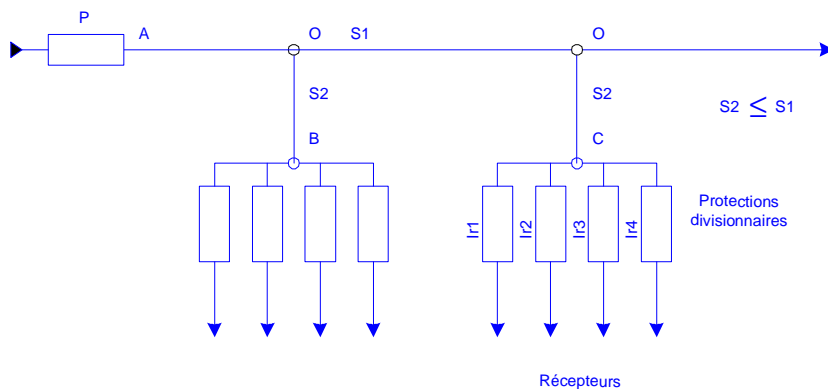 P
A
O S1
O
S2
S2
S2 ≤ S1
B
C
Ir1
Ir2
Ir3
Ir4
Protections
divisionnaires
Récepteurs